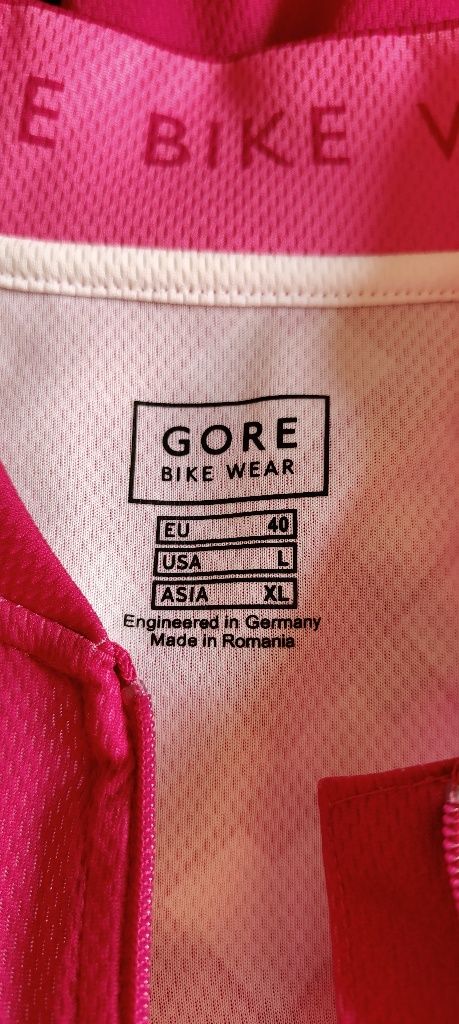 E BIKE W
GORE
BIKE WEAR
EU 40
USA L
ASIA XL
Engineered in Germany
Made in Romania